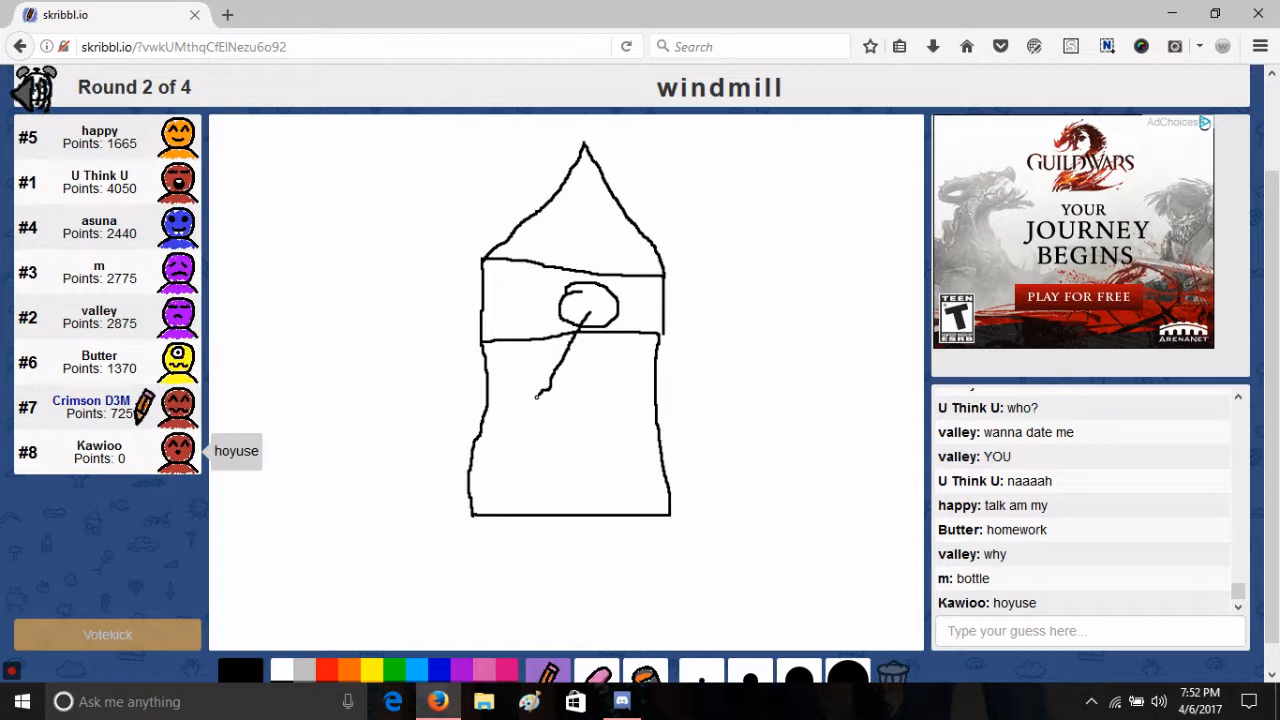 skribbl.io
skribbl.io/?vwkUMthqCfElNezu6o92
Search
Round 2 of 4
windmill
#5
happy
Points: 1665
#1
U Think U
Points: 4050
#4
asuna
Points: 2440
#3
m
Points: 2775
#2
valley
Points: 2875
#6
Butter
Points: 1370
#7
Crimson D3M
Points: 725
#8
Kawioo
Points: 0
hoyuse
Votekick
AdChoices
GUILD WARS 2
YOUR
JOURNEY
BEGINS
PLAY FOR FREE
TEEN
T
ESRB
ARENANET
U Think U: who?
valley: wanna date me
valley: YOU
U Think U: naaaah
happy: talk am my
Butter: homework
valley: why
m: bottle
Kawioo: hoyuse
Type your guess here...
Ask me anything
7:52 PM
4/6/2017